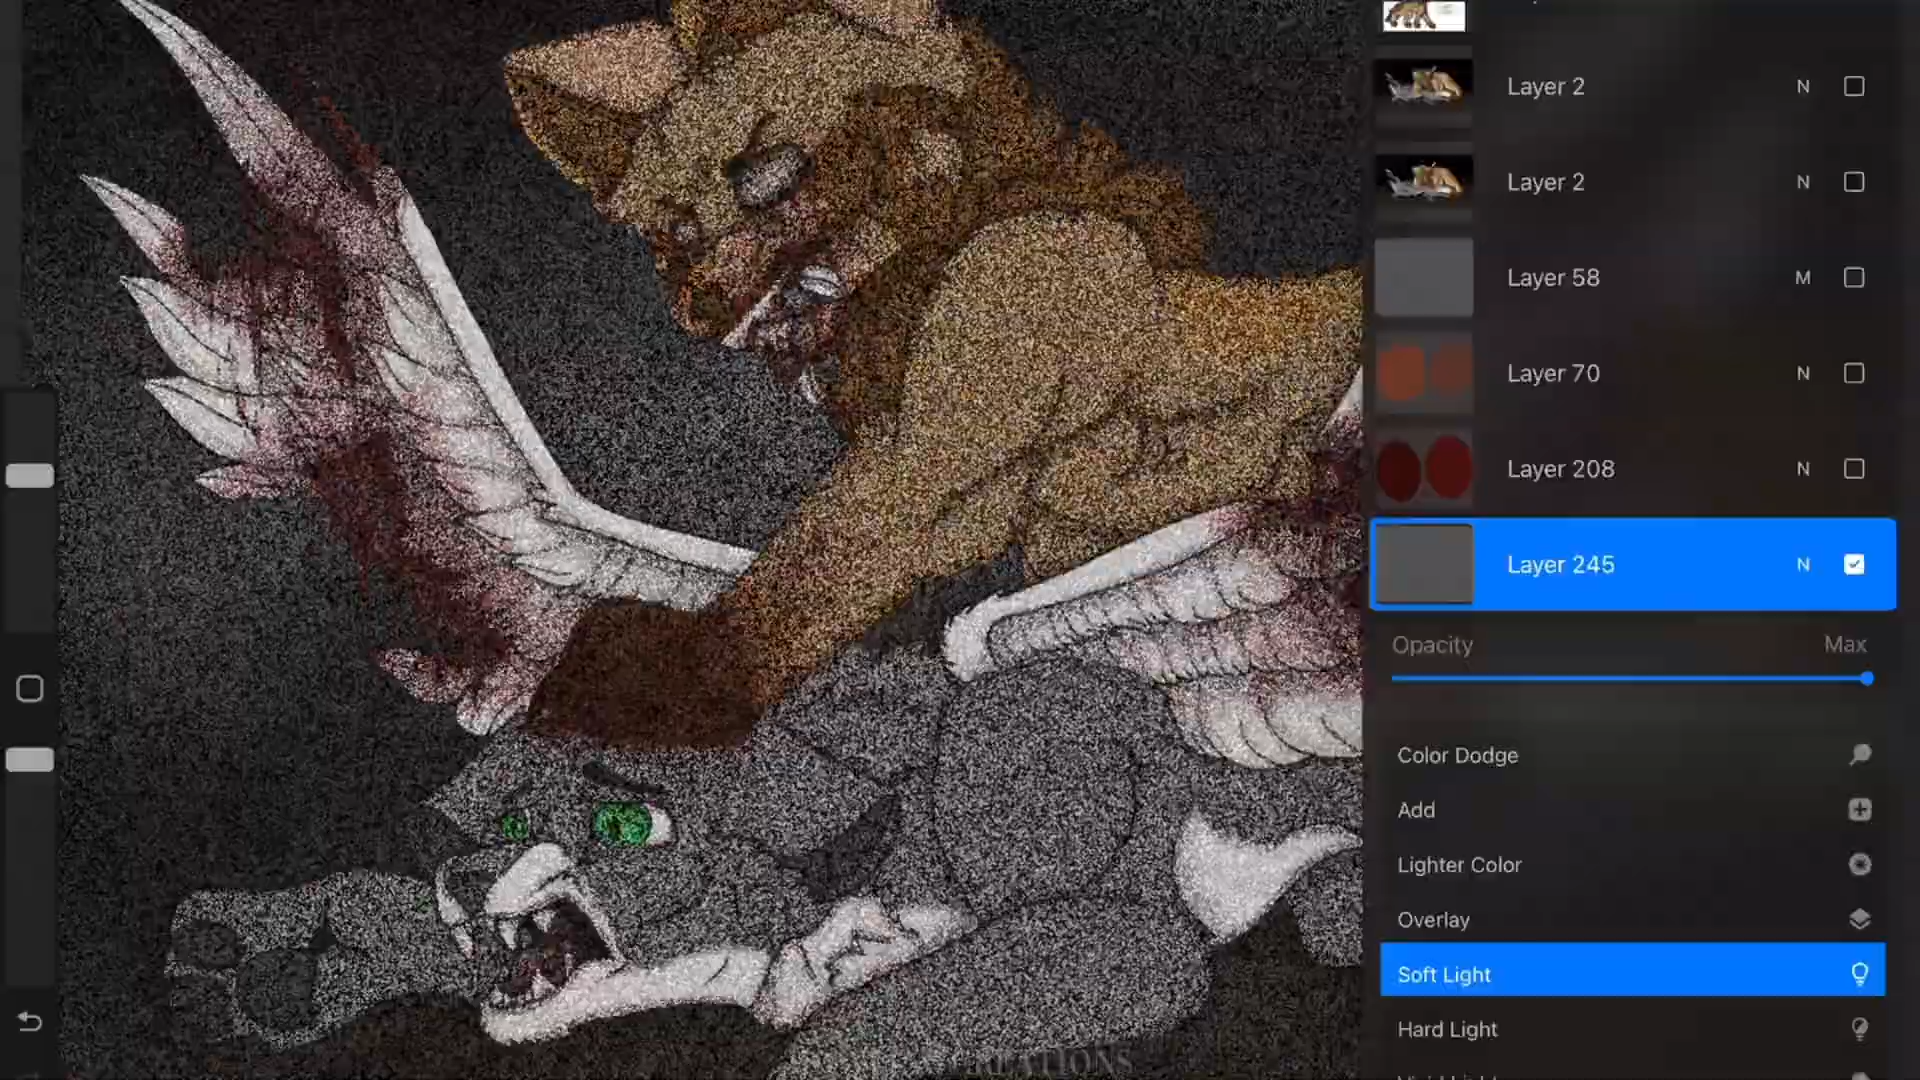 Layer 2 N
Layer 2 N
Layer 58 M
Layer 70 N
Layer 208 N
Layer 245 N
Opacity Max
Color Dodge
Add
Lighter Color
Overlay
Soft Light
Hard Light